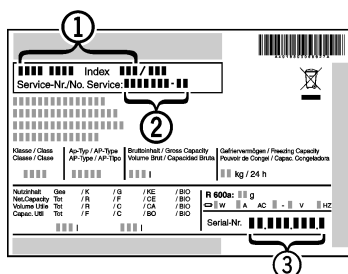 1
Index /
Service-Nr./No. Service: -
2
Klasse / Class
Classe / Clase
Ap-Typ / AP-Type
AP-Type / AP-Tipo
Bruttoinhalt / Gross Capacity
Volume Brut / Capacidad Bruta
Gefriervermögen / Freezing Capacity
Pouvoir de Congel / Capac. Congeladora
l
kg / 24 h
Nutzinhalt Ges / K / G / KE / BIO
Net.Capacity Tot / R / F / CE / BIO
Volume Utile Tot / R / C / CA / BIO
Capac. Util Tot / F / C / BO / BIO
l l
R 600a: g
W A AC - V HZ
Serial-Nr. . .
3